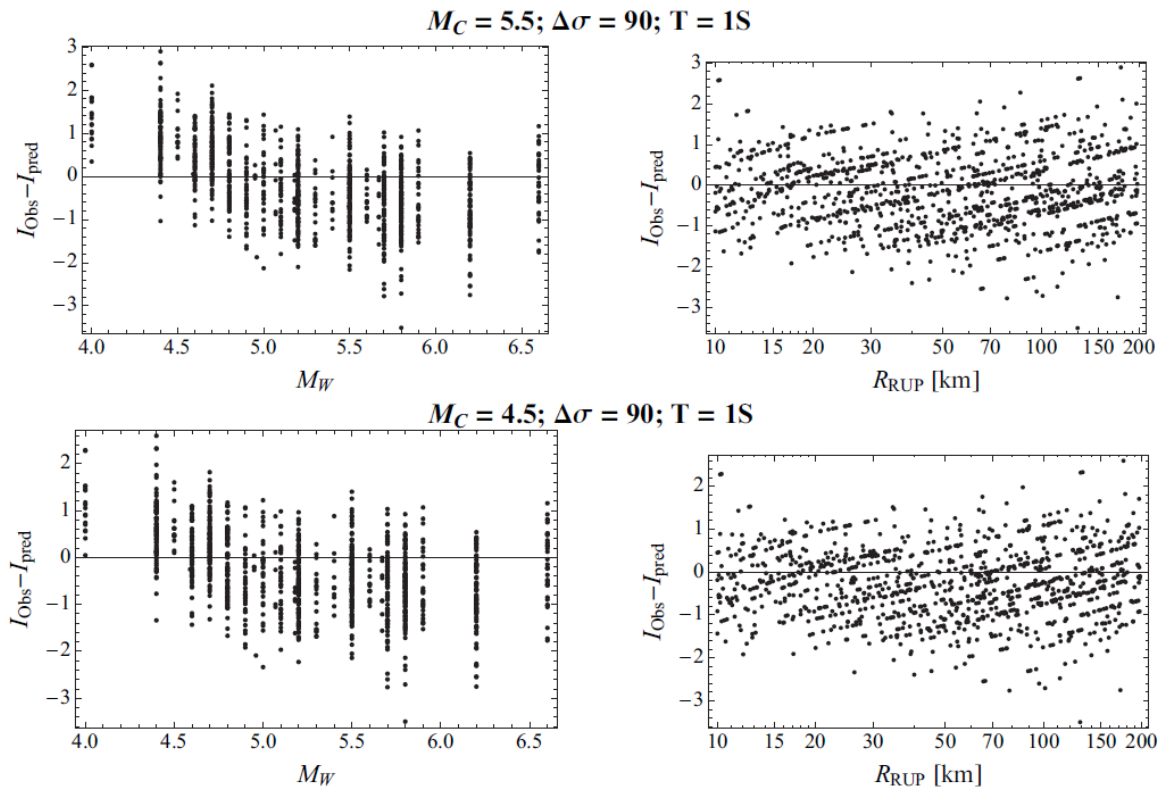 M_C = 5.5; Δσ = 90; T = 1S
I_Obs−I_pred
3
2
1
0
−1
−2
−3
4.0 4.5 5.0 5.5 6.0 6.5
M_W
I_Obs−I_pred
3
2
1
0
−1
−2
−3
10 15 20 30 50 70 100 150 200
R_RUP [km]
M_C = 4.5; Δσ = 90; T = 1S
I_Obs−I_pred
2
1
0
−1
−2
−3
4.0 4.5 5.0 5.5 6.0 6.5
M_W
I_Obs−I_pred
2
1
0
−1
−2
−3
10 15 20 30 50 70 100 150 200
R_RUP [km]